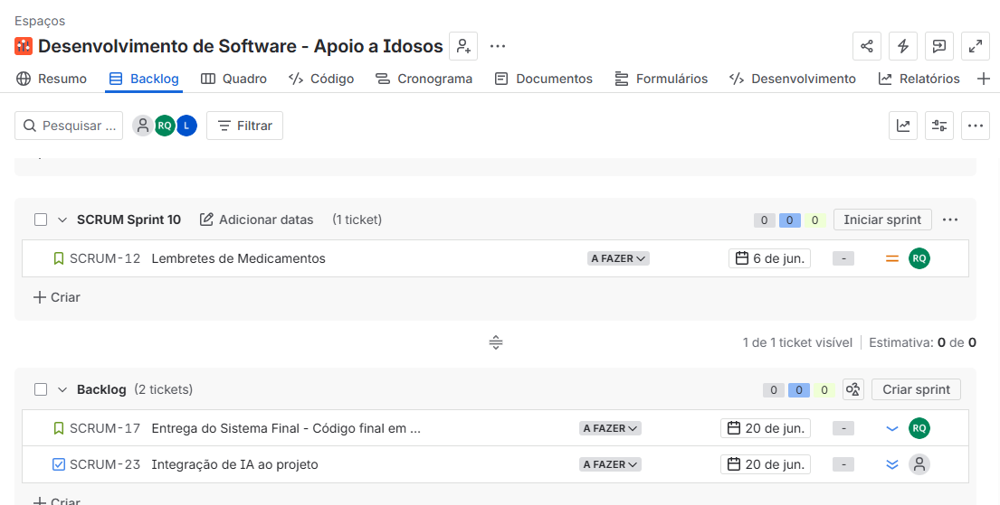 Espaços
Desenvolvimento de Software - Apoio a Idosos
Resumo Backlog Quadro Código Cronograma Documentos Formulários Desenvolvimento Relatórios
Pesquisar ... RQ L Filtrar
SCRUM Sprint 10 Adicionar datas (1 ticket) 0 0 0 Iniciar sprint
SCRUM-12 Lembretes de Medicamentos A FAZER 6 de jun. - RQ
Criar
1 de 1 ticket visível Estimativa: 0 de 0
Backlog (2 tickets) 0 0 0 Criar sprint
SCRUM-17 Entrega do Sistema Final - Código final em ... A FAZER 20 de jun. - RQ
SCRUM-23 Integração de IA ao projeto A FAZER 20 de jun. -
Criar